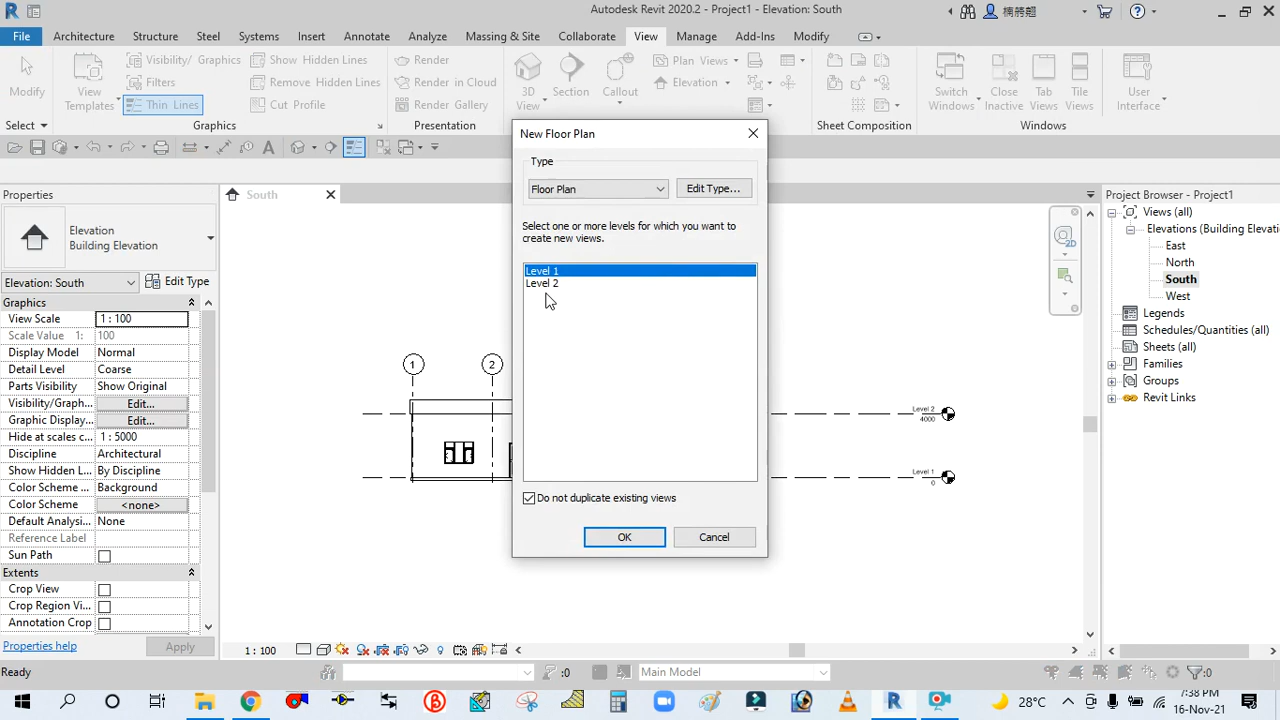 Autodesk Revit 2020.2 - Project1 - Elevation: South
File Architecture Structure Steel Systems Insert Annotate Analyze Massing & Site Collaborate View Manage Add-Ins Modify
Modify
View
Templates
Visibility/ Graphics
Filters
Thin Lines
Show Hidden Lines
Remove Hidden Lines
Cut Profile
Render
Render in Cloud
Render Gallery
3D
View
Section
Callout
Plan Views
Elevation
Switch
Windows
Close
Inactive
Tab
Views
Tile
Views
User
Interface
Select
Graphics
Presentation
Sheet Composition
Windows
Properties
Elevation
Building Elevation
Elevation: South
Edit Type
Graphics
View Scale 1 : 100
Scale Value 1: 100
Display Model Normal
Detail Level Coarse
Parts Visibility Show Original
Visibility/Graph... Edit...
Graphic Display... Edit...
Hide at scales c... 1 : 5000
Discipline Architectural
Show Hidden L... By Discipline
Color Scheme ... Background
Color Scheme <none>
Default Analysi... None
Reference Label
Sun Path
Extents
Crop View
Crop Region Vi...
Annotation Crop
Properties help
Apply
South
1
2
Level 2
4000
Level 1
0
2D
New Floor Plan
Type
Floor Plan
Edit Type...
Select one or more levels for which you want to
create new views.
Level 1
Level 2
Do not duplicate existing views
OK
Cancel
Project Browser - Project1
Views (all)
Elevations (Building Elevati
East
North
South
West
Legends
Schedules/Quantities (all)
Sheets (all)
Families
Groups
Revit Links
1 : 100
Ready
:0
Main Model
:0
28°C
7:38 PM
16-Nov-21